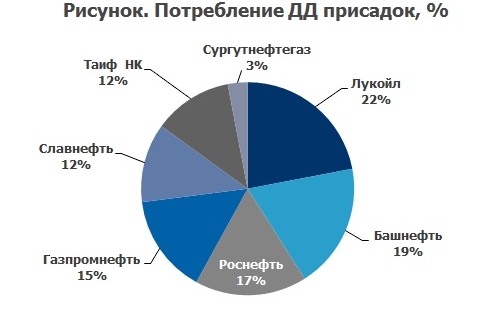 Рисунок. Потребление ДД присадок, %
Сургутнефтегаз
3%
Таиф НК
12%
Лукойл
22%
Славнефть
12%
Башнефть
19%
Газпромнефть
15%
Роснефть
17%